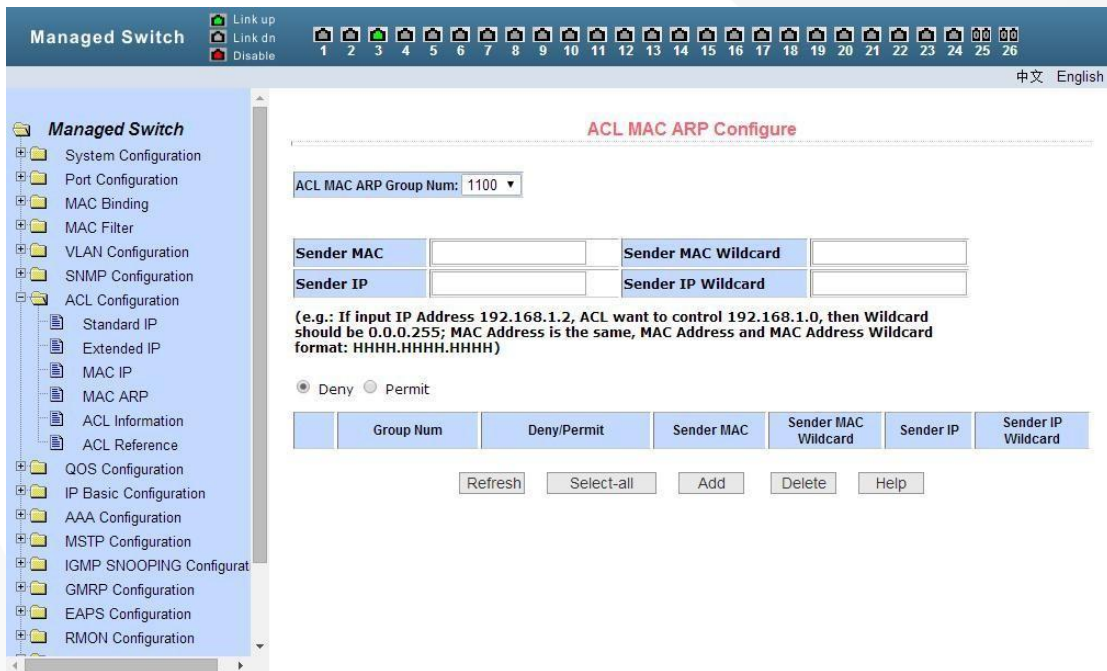 Managed Switch
Link up
Link dn
Disable
1 2 3 4 5 6 7 8 9 10 11 12 13 14 15 16 17 18 19 20 21 22 23 24 25 26
中文 English
Managed Switch
System Configuration
Port Configuration
MAC Binding
MAC Filter
VLAN Configuration
SNMP Configuration
ACL Configuration
Standard IP
Extended IP
MAC IP
MAC ARP
ACL Information
ACL Reference
QOS Configuration
IP Basic Configuration
AAA Configuration
MSTP Configuration
IGMP SNOOPING Configurat
GMRP Configuration
EAPS Configuration
RMON Configuration
ACL MAC ARP Configure
ACL MAC ARP Group Num: 1100
Sender MAC Sender MAC Wildcard
Sender IP Sender IP Wildcard
(e.g.: If input IP Address 192.168.1.2, ACL want to control 192.168.1.0, then Wildcard
should be 0.0.0.255; MAC Address is the same, MAC Address and MAC Address Wildcard
format: HHHH.HHHH.HHHH)
Deny Permit
Group Num Deny/Permit Sender MAC Sender MAC Wildcard Sender IP Sender IP Wildcard
Refresh Select-all Add Delete Help